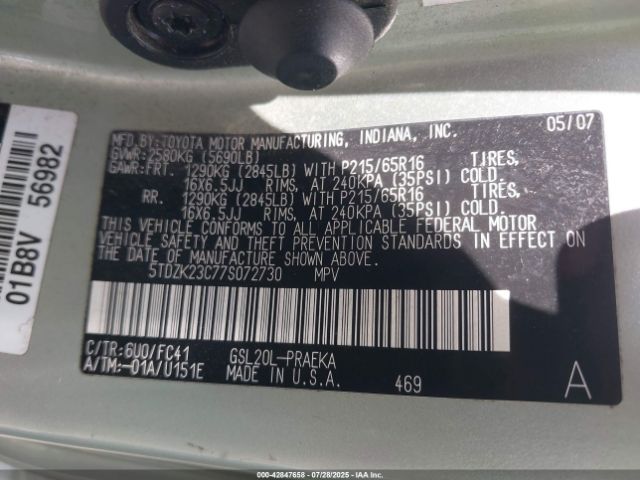 MFD.BY:TOYOTA MOTOR MANUFACTURING, INDIANA, INC. 05/07
GVWR:2580KG (5690LB)
GAWR:FRT. 1290KG (2845LB) WITH P215/65R16 TIRES,
16X6.5JJ RIMS, AT 240KPA (35PSI) COLD.
RR. 1290KG (2845LB) WITH P215/65R16 TIRES,
16X6.5JJ RIMS, AT 240KPA (35PSI) COLD.
THIS VEHICLE CONFORMS TO ALL APPLICABLE FEDERAL MOTOR
VEHICLE SAFETY AND THEFT PREVENTION STANDARDS IN EFFECT ON
THE DATE OF MANUFACTURE SHOWN ABOVE.
5TDZK23C77S072730 MPV
C/TR:6U0/FC41 GSL20L-PRAEKA
A/TM:-01A/U151E MADE IN U.S.A. 469 A
01B8V 56982
000-42847658 - 07/28/2025 - IAAI.com